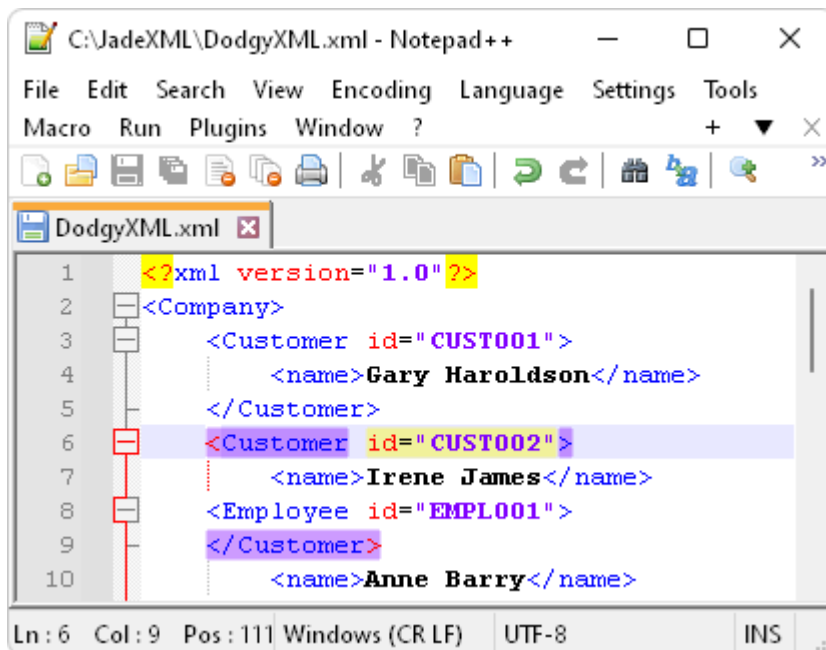 C:\JadeXML\DodgyXML.xml - Notepad++
File Edit Search View Encoding Language Settings Tools
Macro Run Plugins Window ? + ▼ ×
DodgyXML.xml
1 <?xml version="1.0"?>
2 <Company>
3 <Customer id="CUST001">
4 <name>Gary Haroldson</name>
5 </Customer>
6 <Customer id="CUST002">
7 <name>Irene James</name>
8 <Employee id="EMPL001">
9 </Customer>
10 <name>Anne Barry</name>
Ln : 6 Col : 9 Pos : 111 Windows (CR LF) UTF-8 INS